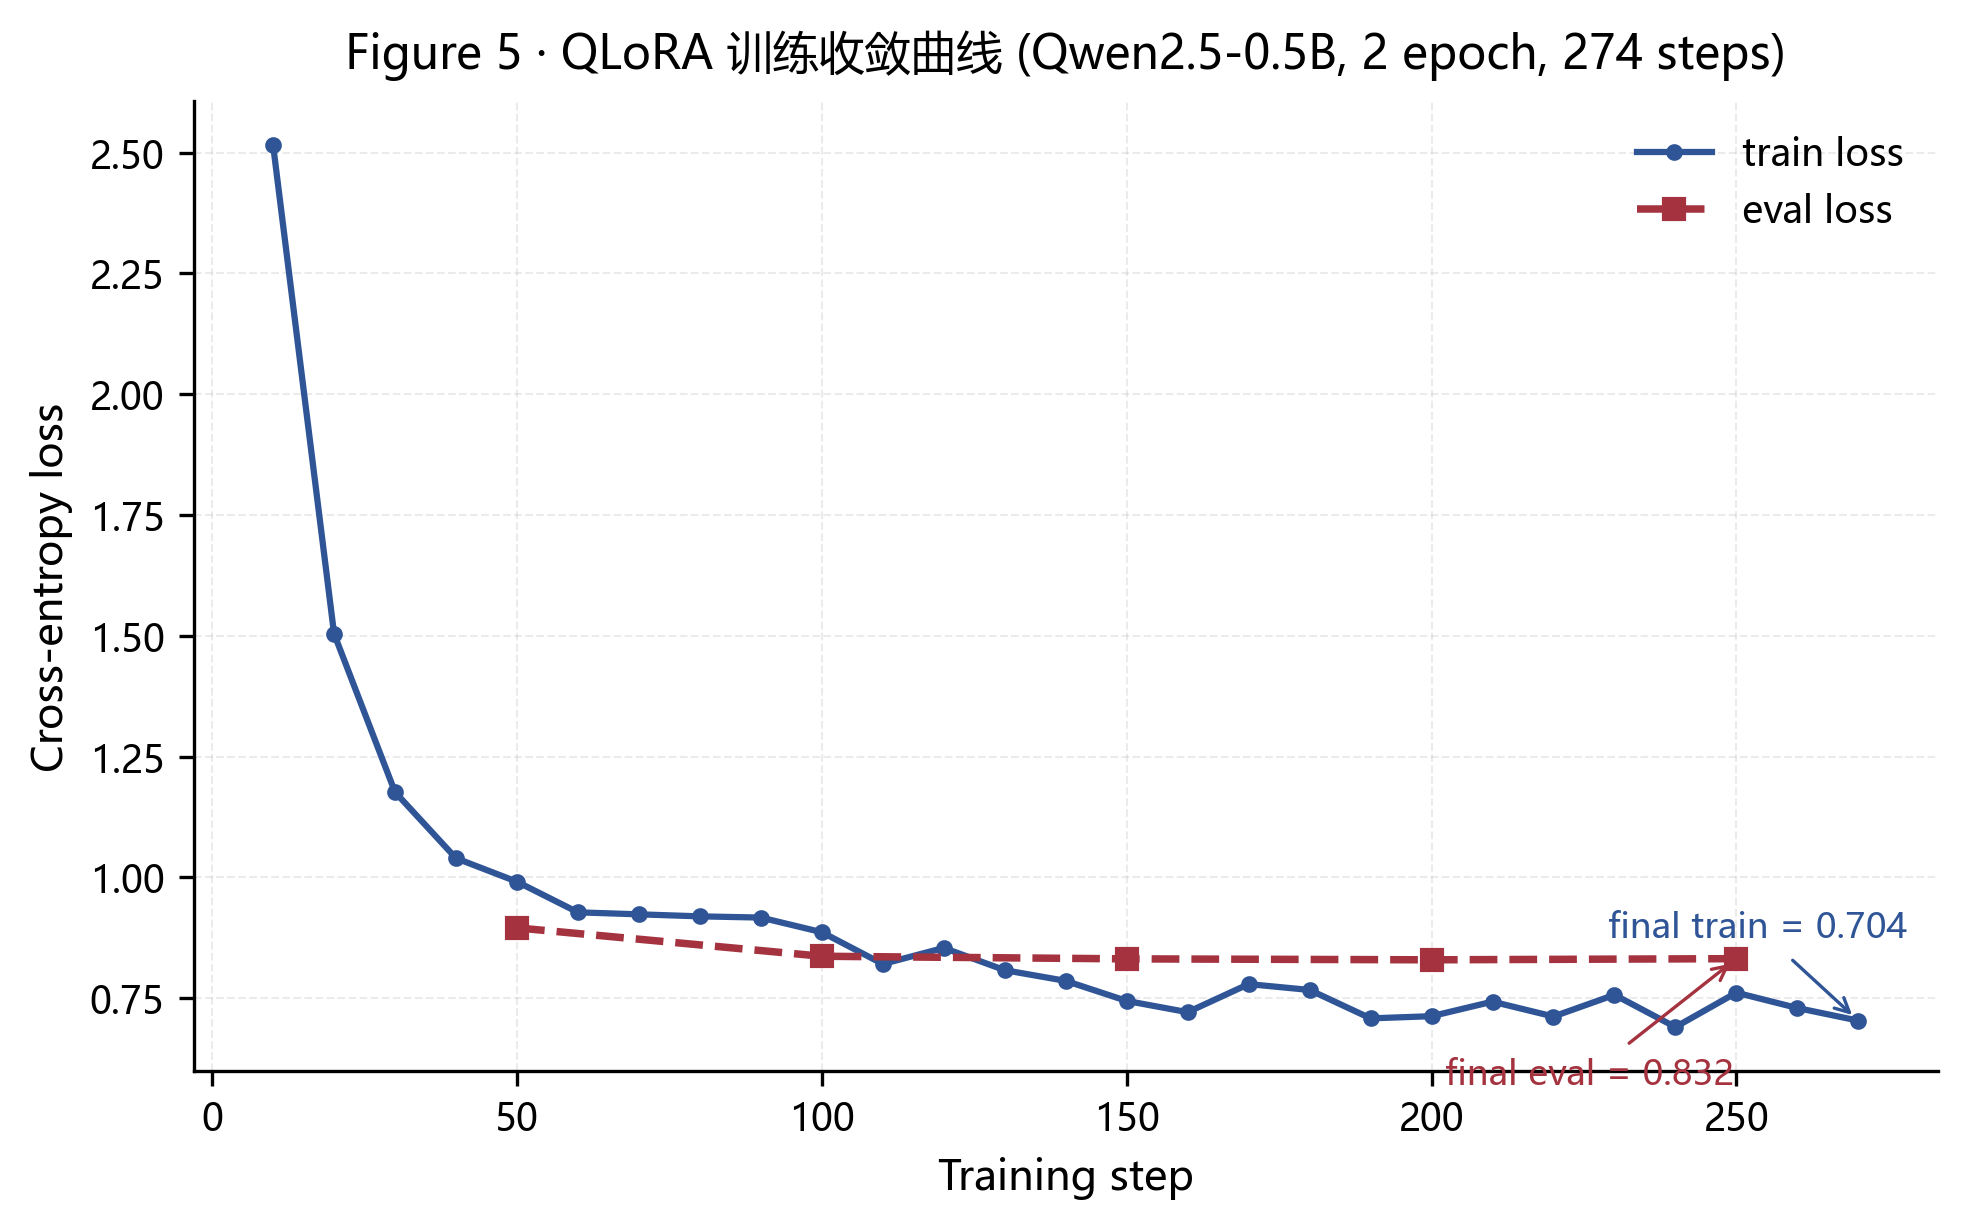 Figure 5 · QLoRA 训练收敛曲线 (Qwen2.5-0.5B, 2 epoch, 274 steps)
train loss
eval loss
Cross-entropy loss
2.50
2.25
2.00
1.75
1.50
1.25
1.00
0.75
final train = 0.704
final eval = 0.832
0 50 100 150 200 250
Training step